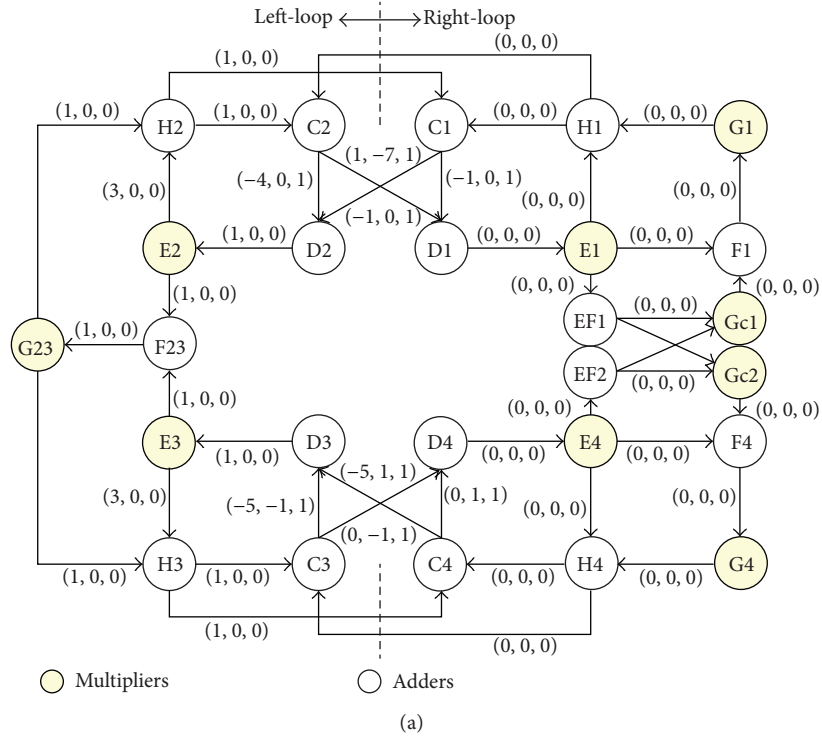 Left-loop
Right-loop
(0, 0, 0)
(1, 0, 0)
(1, 0, 0)
H2
(1, 0, 0)
C2
C1
(0, 0, 0)
H1
(0, 0, 0)
G1
(3, 0, 0)
(−4, 0, 1)
(1, −7, 1)
(−1, 0, 1)
(−1, 0, 1)
(0, 0, 0)
(0, 0, 0)
E2
(1, 0, 0)
D2
D1
(0, 0, 0)
E1
(0, 0, 0)
F1
(1, 0, 0)
(0, 0, 0)
(0, 0, 0)
(0, 0, 0)
G23
(1, 0, 0)
F23
EF1
Gc1
EF2
(0, 0, 0)
Gc2
(1, 0, 0)
(0, 0, 0)
(0, 0, 0)
E3
(1, 0, 0)
D3
D4
(0, 0, 0)
E4
(0, 0, 0)
F4
(3, 0, 0)
(−5, −1, 1)
(−5, 1, 1)
(0, 1, 1)
(0, −1, 1)
(0, 0, 0)
(0, 0, 0)
(1, 0, 0)
H3
(1, 0, 0)
C3
C4
(0, 0, 0)
H4
(0, 0, 0)
G4
(1, 0, 0)
(0, 0, 0)
Multipliers
Adders
(a)